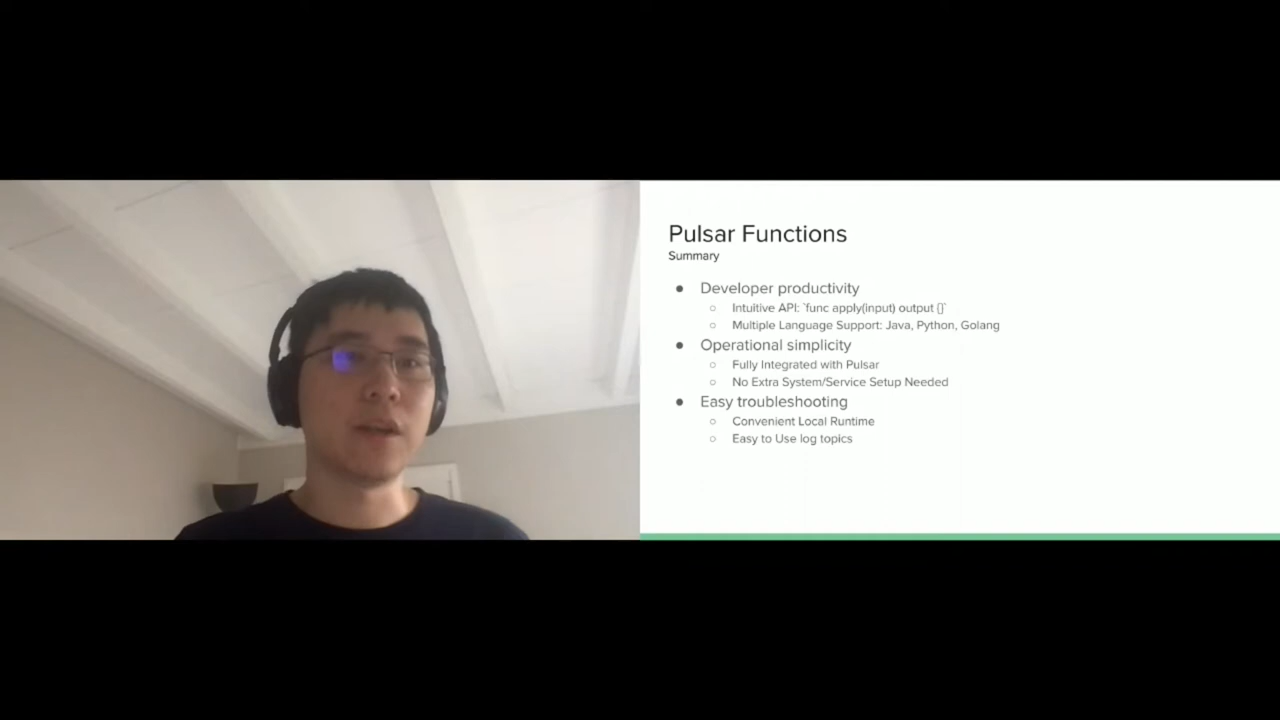 Pulsar Functions
Summary
● Developer productivity
○ Intuitive API: `func apply(input) output {}`
○ Multiple Language Support: Java, Python, Golang
● Operational simplicity
○ Fully Integrated with Pulsar
○ No Extra System/Service Setup Needed
● Easy troubleshooting
○ Convenient Local Runtime
○ Easy to Use log topics